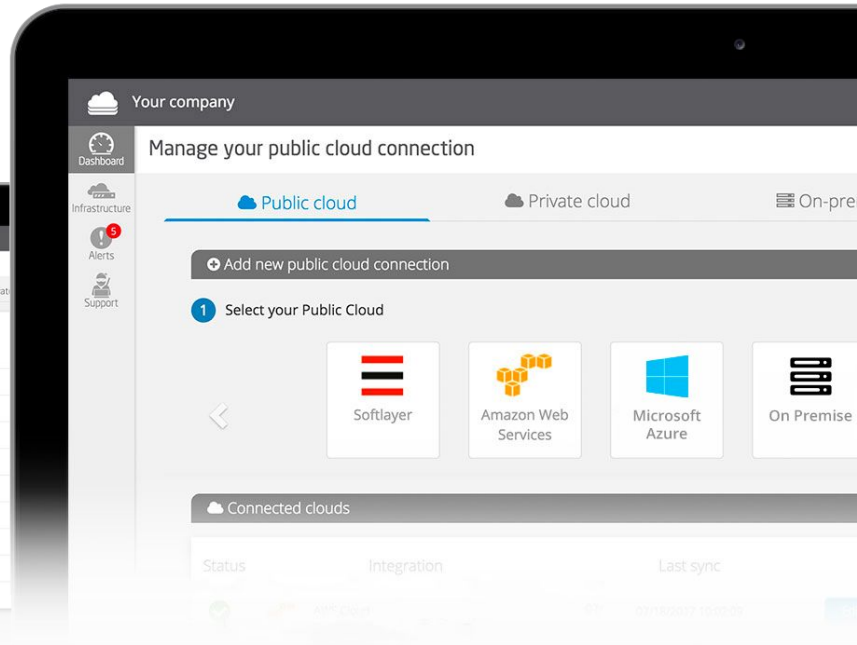 Your company
Dashboard
Manage your public cloud connection
Infrastructure
Public cloud
Private cloud
On-pre
5
Alerts
Add new public cloud connection
Support
1 Select your Public Cloud
Softlayer
Amazon Web
Services
Microsoft
Azure
On Premise
Connected clouds
Status
Integration
Last sync